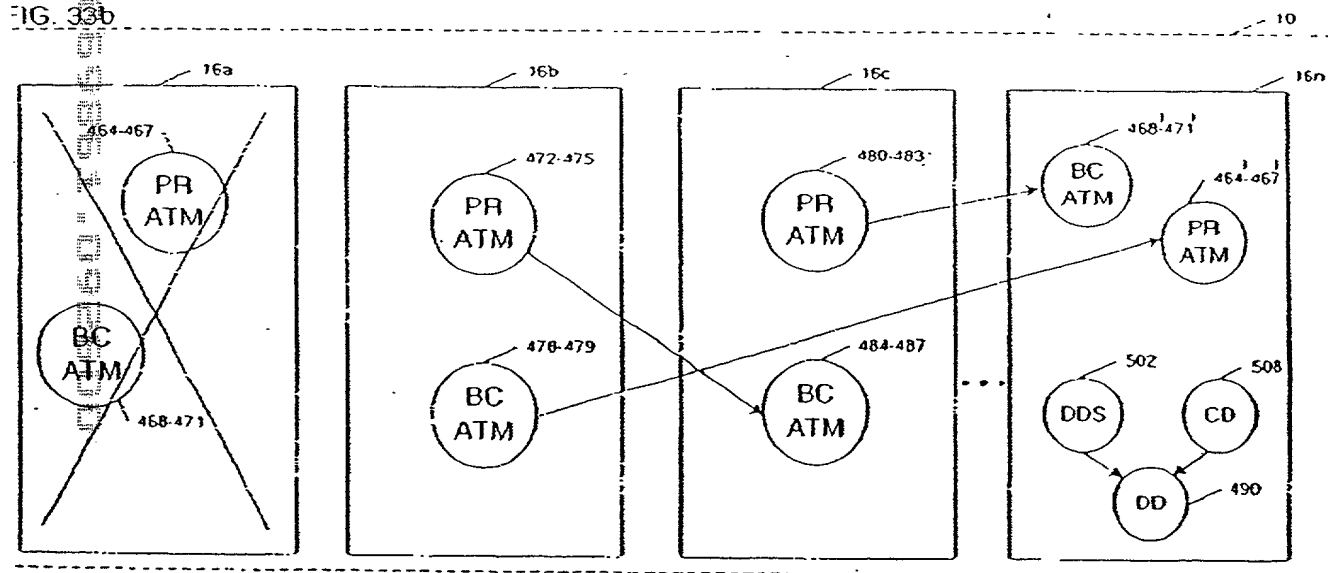 FIG. 33b
10
16a
16b
16c
16n
464-467
PR
ATM
BC
ATM
468-471
472-475
PR
ATM
476-479
BC
ATM
480-483
PR
ATM
484-487
BC
ATM
468'-471'
BC
ATM
464'-467'
PR
ATM
502
DDS
508
CD
DD
490